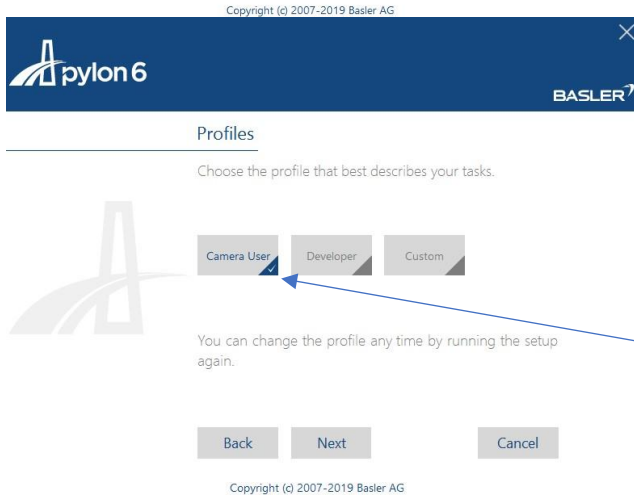 Copyright (c) 2007-2019 Basler AG
pylon 6
BASLER
Profiles
Choose the profile that best describes your tasks.
Camera User Developer Custom
You can change the profile any time by running the setup
again.
Back Next Cancel
Copyright (c) 2007-2019 Basler AG